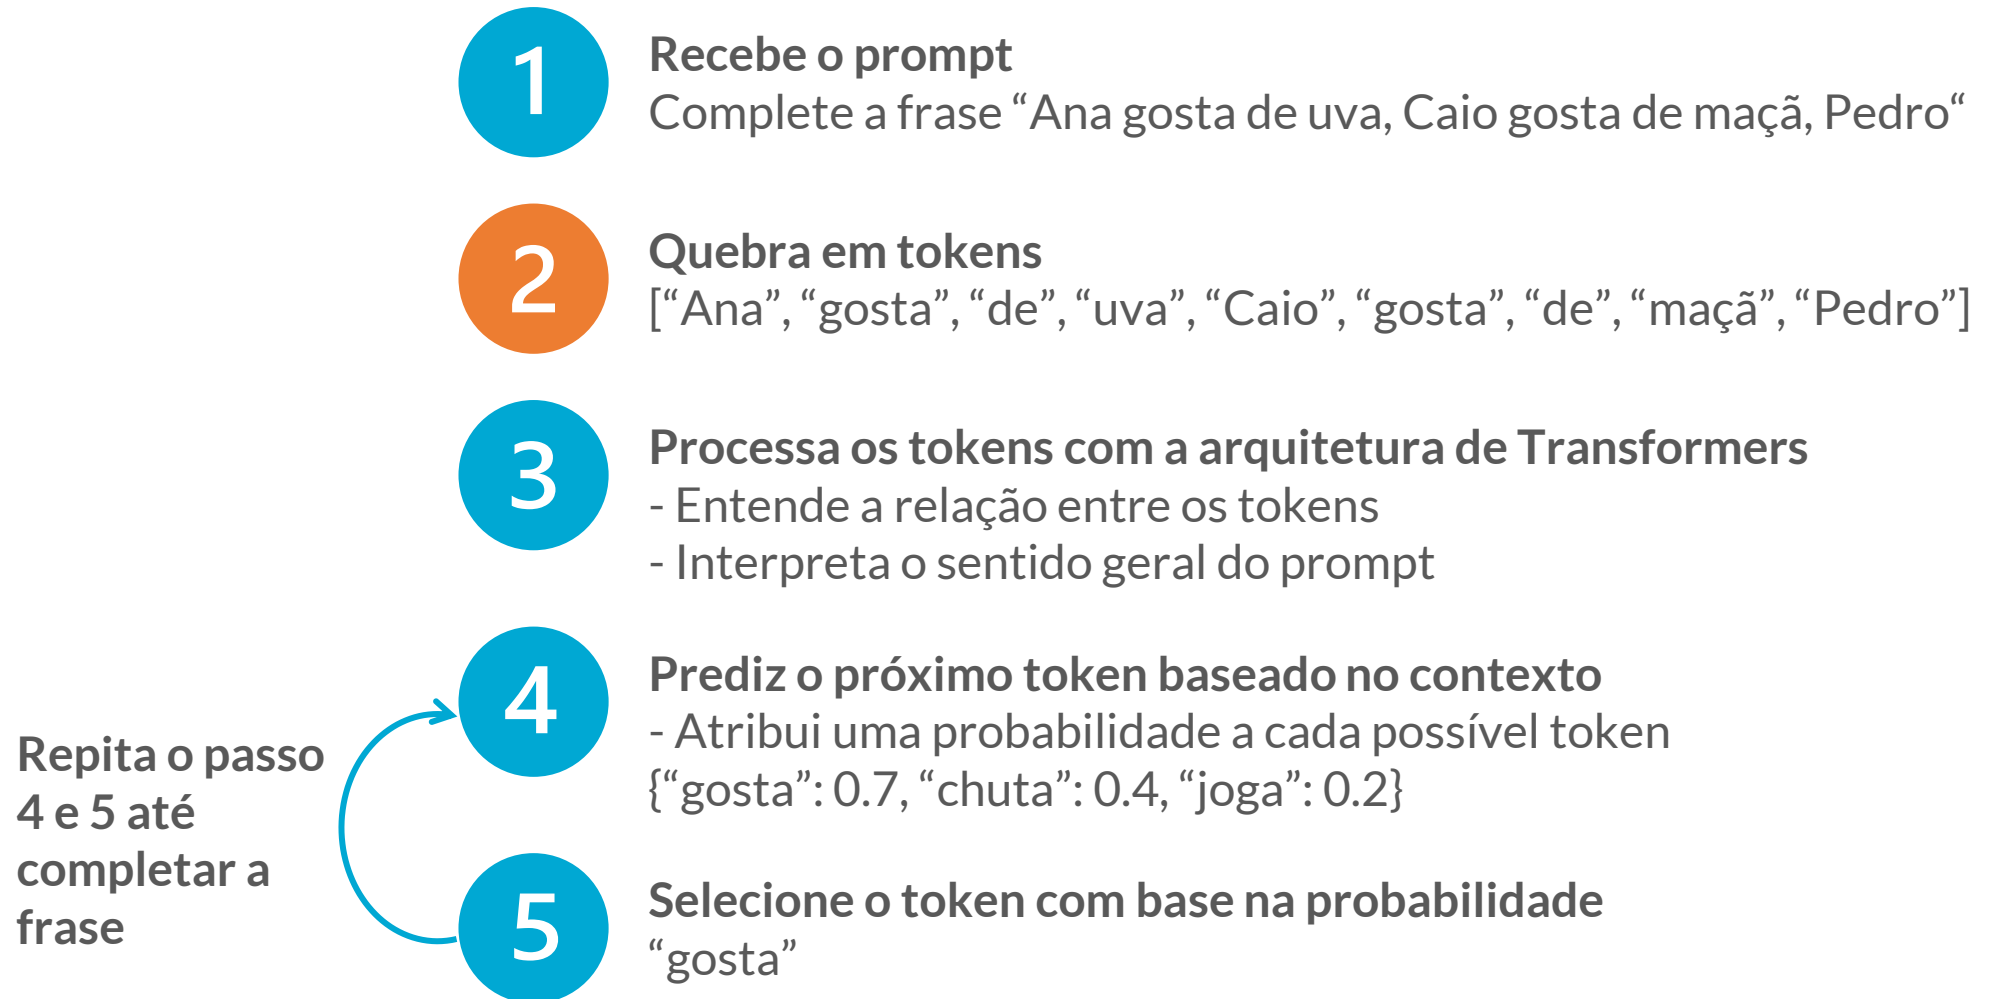 1
Recebe o prompt
Complete a frase “Ana gosta de uva, Caio gosta de maçã, Pedro“
2
Quebra em tokens
[“Ana”, “gosta”, “de”, “uva”, “Caio”, “gosta”, “de”, “maçã”, “Pedro”]
3
Processa os tokens com a arquitetura de Transformers
- Entende a relação entre os tokens
- Interpreta o sentido geral do prompt
4
Prediz o próximo token baseado no contexto
- Atribui uma probabilidade a cada possível token
{“gosta”: 0.7, “chuta”: 0.4, “joga”: 0.2}
Repita o passo
4 e 5 até
completar a
frase
5
Selecione o token com base na probabilidade
“gosta”